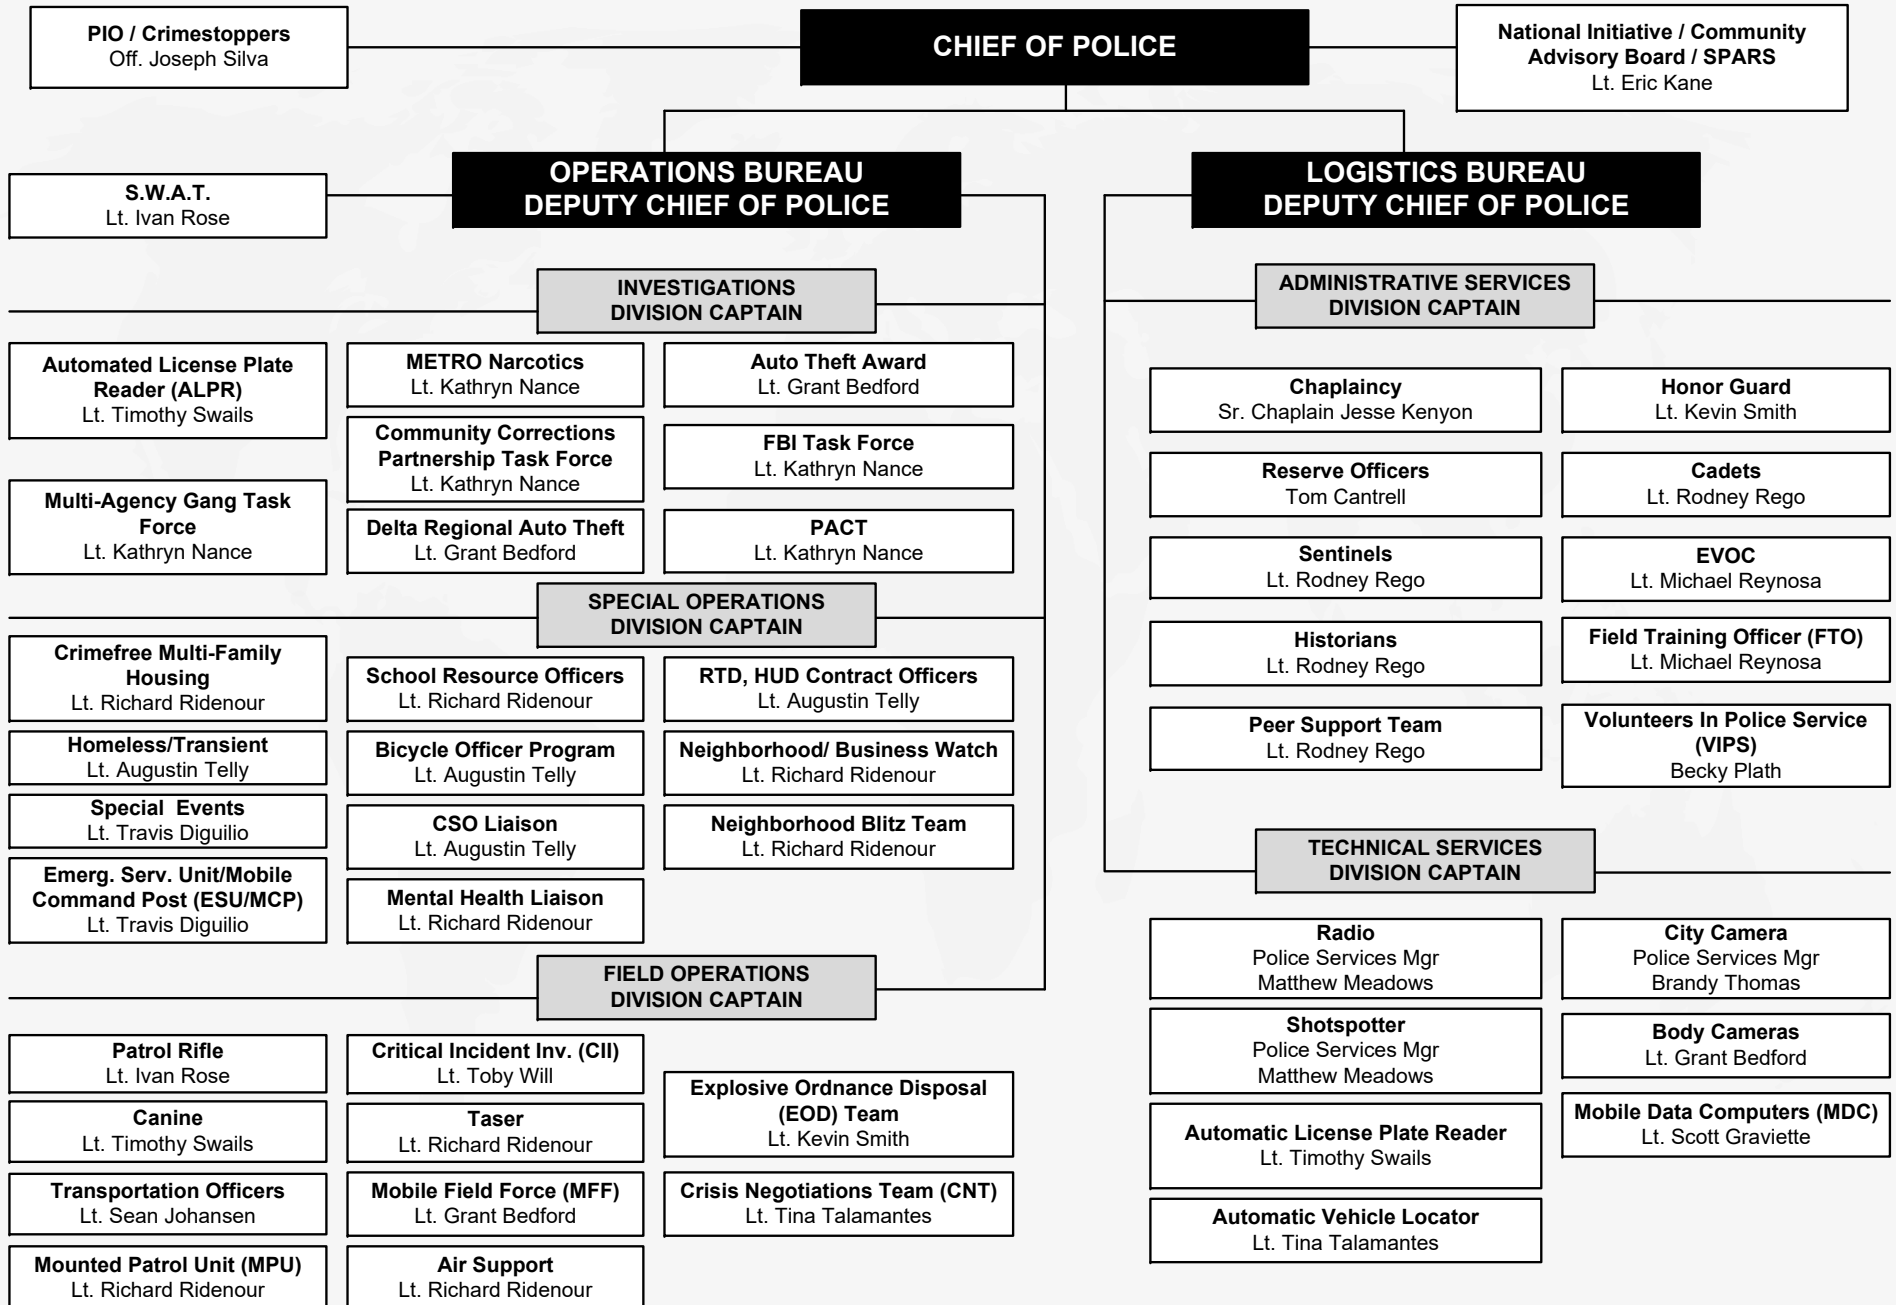 PIO / Crimestoppers
Off. Joseph Silva
CHIEF OF POLICE
National Initiative / Community
Advisory Board / SPARS
Lt. Eric Kane
S.W.A.T.
Lt. Ivan Rose
OPERATIONS BUREAU
DEPUTY CHIEF OF POLICE
LOGISTICS BUREAU
DEPUTY CHIEF OF POLICE
INVESTIGATIONS
DIVISION CAPTAIN
Automated License Plate
Reader (ALPR)
Lt. Timothy Swails
METRO Narcotics
Lt. Kathryn Nance
Auto Theft Award
Lt. Grant Bedford
Community Corrections
Partnership Task Force
Lt. Kathryn Nance
FBI Task Force
Lt. Kathryn Nance
Multi-Agency Gang Task
Force
Lt. Kathryn Nance
Delta Regional Auto Theft
Lt. Grant Bedford
PACT
Lt. Kathryn Nance
SPECIAL OPERATIONS
DIVISION CAPTAIN
Crimefree Multi-Family
Housing
Lt. Richard Ridenour
School Resource Officers
Lt. Richard Ridenour
RTD, HUD Contract Officers
Lt. Augustin Telly
Homeless/Transient
Lt. Augustin Telly
Bicycle Officer Program
Lt. Augustin Telly
Neighborhood/ Business Watch
Lt. Richard Ridenour
Special  Events
Lt. Travis Diguilio
CSO Liaison
Lt. Augustin Telly
Neighborhood Blitz Team
Lt. Richard Ridenour
Emerg. Serv. Unit/Mobile
Command Post (ESU/MCP)
Lt. Travis Diguilio
Mental Health Liaison
Lt. Richard Ridenour
FIELD OPERATIONS
DIVISION CAPTAIN
Patrol Rifle
Lt. Ivan Rose
Critical Incident Inv. (CII)
Lt. Toby Will
Explosive Ordnance Disposal
(EOD) Team
Lt. Kevin Smith
Canine
Lt. Timothy Swails
Taser
Lt. Richard Ridenour
Transportation Officers
Lt. Sean Johansen
Mobile Field Force (MFF)
Lt. Grant Bedford
Crisis Negotiations Team (CNT)
Lt. Tina Talamantes
Mounted Patrol Unit (MPU)
Lt. Richard Ridenour
Air Support
Lt. Richard Ridenour
ADMINISTRATIVE SERVICES
DIVISION CAPTAIN
Chaplaincy
Sr. Chaplain Jesse Kenyon
Honor Guard
Lt. Kevin Smith
Reserve Officers
Tom Cantrell
Cadets
Lt. Rodney Rego
Sentinels
Lt. Rodney Rego
EVOC
Lt. Michael Reynosa
Historians
Lt. Rodney Rego
Field Training Officer (FTO)
Lt. Michael Reynosa
Peer Support Team
Lt. Rodney Rego
Volunteers In Police Service
(VIPS)
Becky Plath
TECHNICAL SERVICES
DIVISION CAPTAIN
Radio
Police Services Mgr
Matthew Meadows
City Camera
Police Services Mgr
Brandy Thomas
Shotspotter
Police Services Mgr
Matthew Meadows
Body Cameras
Lt. Grant Bedford
Automatic License Plate Reader
Lt. Timothy Swails
Mobile Data Computers (MDC)
Lt. Scott Graviette
Automatic Vehicle Locator
Lt. Tina Talamantes